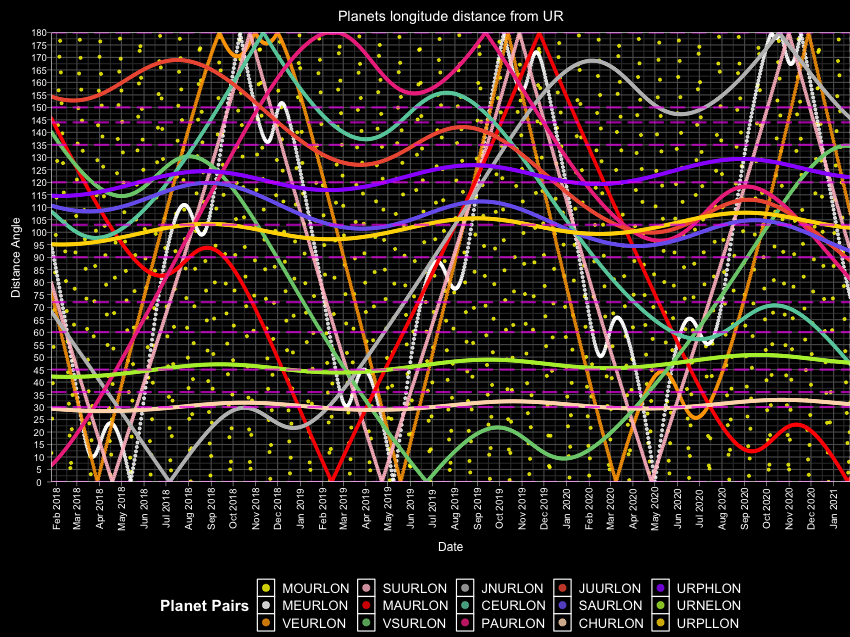 Planets longitude distance from UR
Distance Angle
180
175
170
165
160
155
150
145
140
135
130
125
120
115
110
105
100
95
90
85
80
75
70
65
60
55
50
45
40
35
30
25
20
15
10
5
0
Feb 2018
Mar 2018
Apr 2018
May 2018
Jun 2018
Jul 2018
Aug 2018
Sep 2018
Oct 2018
Nov 2018
Dec 2018
Jan 2019
Feb 2019
Mar 2019
Apr 2019
May 2019
Jun 2019
Jul 2019
Aug 2019
Sep 2019
Oct 2019
Nov 2019
Dec 2019
Jan 2020
Feb 2020
Mar 2020
Apr 2020
May 2020
Jun 2020
Jul 2020
Aug 2020
Sep 2020
Oct 2020
Nov 2020
Dec 2020
Jan 2021
Date
Planet Pairs
MOURLON SUURLON JNURLON JUURLON URPHLON
MEURLON MAURLON CEURLON SAURLON URNELON
VEURLON VSURLON PAURLON CHURLON URPLLON